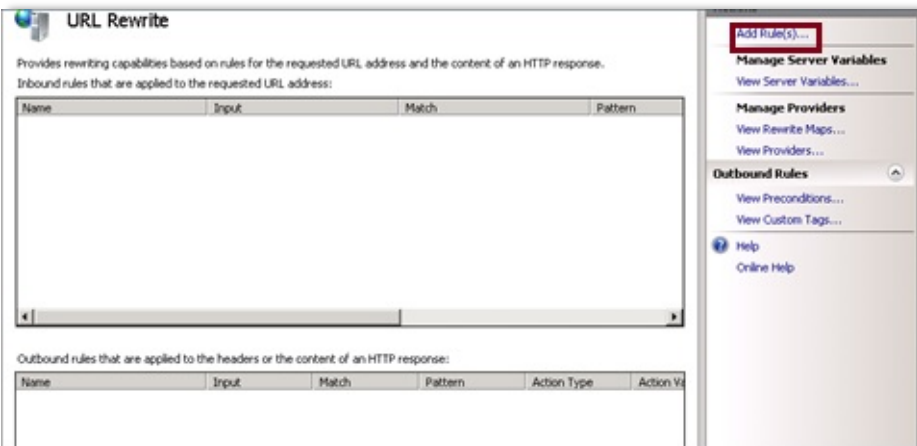 URL Rewrite
Provides rewriting capabilities based on rules for the requested URL address and the content of an HTTP response.
Inbound rules that are applied to the requested URL address:
Name Input Match Pattern
Outbound rules that are applied to the headers or the content of an HTTP response:
Name Input Match Pattern Action Type Action Va
Add Rule(s)...
Manage Server Variables
View Server Variables...
Manage Providers
View Rewrite Maps...
View Providers...
Outbound Rules
View Preconditions...
View Custom Tags...
Help
Online Help